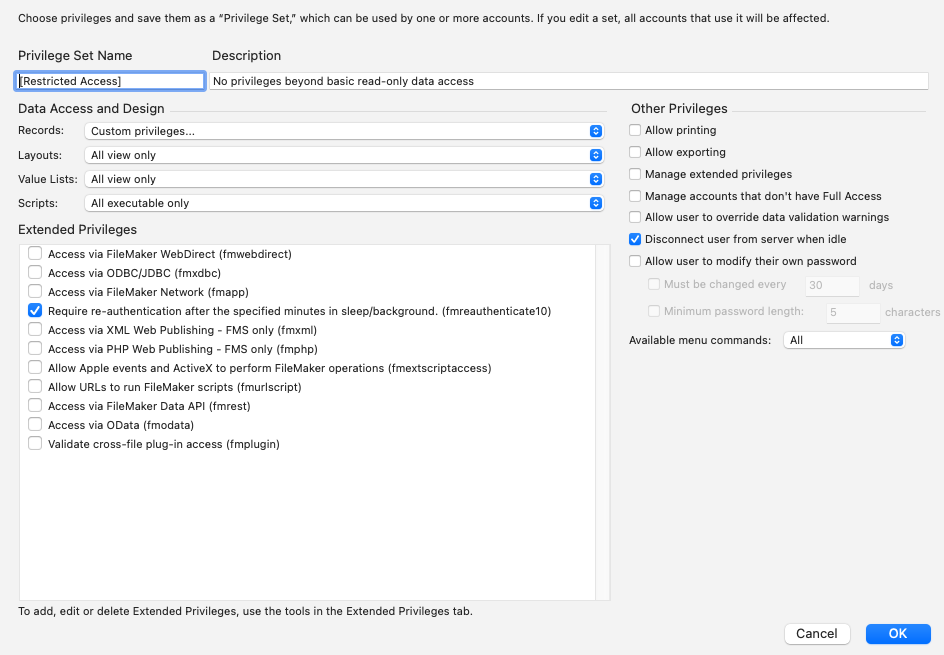 Choose privileges and save them as a “Privilege Set,” which can be used by one or more accounts. If you edit a set, all accounts that use it will be affected.
Privilege Set Name
Description
[Restricted Access]
No privileges beyond basic read-only data access
Data Access and Design
Records: Custom privileges...
Layouts: All view only
Value Lists: All view only
Scripts: All executable only
Extended Privileges
Access via FileMaker WebDirect (fmwebdirect)
Access via ODBC/JDBC (fmxdbc)
Access via FileMaker Network (fmapp)
Require re-authentication after the specified minutes in sleep/background. (fmreauthenticate10)
Access via XML Web Publishing - FMS only (fmxml)
Access via PHP Web Publishing - FMS only (fmphp)
Allow Apple events and ActiveX to perform FileMaker operations (fmextscriptaccess)
Allow URLs to run FileMaker scripts (fmurlscript)
Access via FileMaker Data API (fmrest)
Access via OData (fmodata)
Validate cross-file plug-in access (fmplugin)
To add, edit or delete Extended Privileges, use the tools in the Extended Privileges tab.
Other Privileges
Allow printing
Allow exporting
Manage extended privileges
Manage accounts that don't have Full Access
Allow user to override data validation warnings
Disconnect user from server when idle
Allow user to modify their own password
Must be changed every 30 days
Minimum password length: 5 characters
Available menu commands: All
Cancel
OK